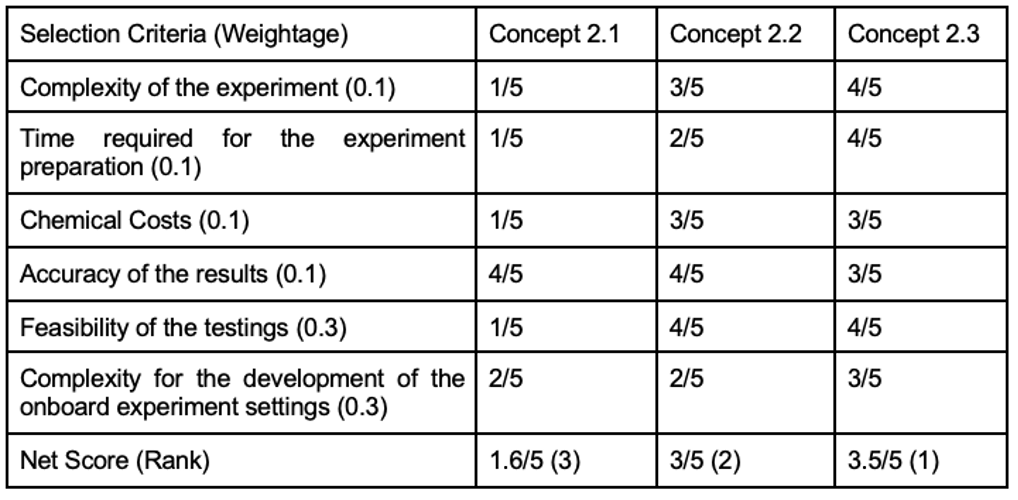 Selection Criteria (Weightage) Concept 2.1 Concept 2.2 Concept 2.3
Complexity of the experiment (0.1) 1/5 3/5 4/5
Time required for the experiment 1/5 2/5 4/5
preparation (0.1)
Chemical Costs (0.1) 1/5 3/5 3/5
Accuracy of the results (0.1) 4/5 4/5 3/5
Feasibility of the testings (0.3) 1/5 4/5 4/5
Complexity for the development of the 2/5 2/5 3/5
onboard experiment settings (0.3)
Net Score (Rank) 1.6/5 (3) 3/5 (2) 3.5/5 (1)